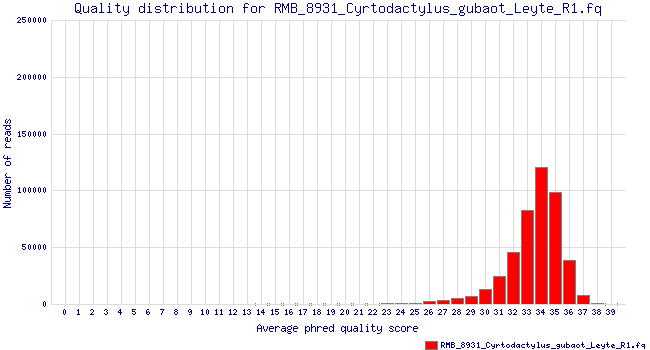 Quality distribution for RMB_8931_Cyrtodactylus_gubaot_Leyte_R1.fq
250000
200000
150000
100000
50000
0
Number of reads
0 1 2 3 4 5 6 7 8 9 10 11 12 13 14 15 16 17 18 19 20 21 22 23 24 25 26 27 28 29 30 31 32 33 34 35 36 37 38 39
Average phred quality score
RMB_8931_Cyrtodactylus_gubaot_Leyte_R1.fq